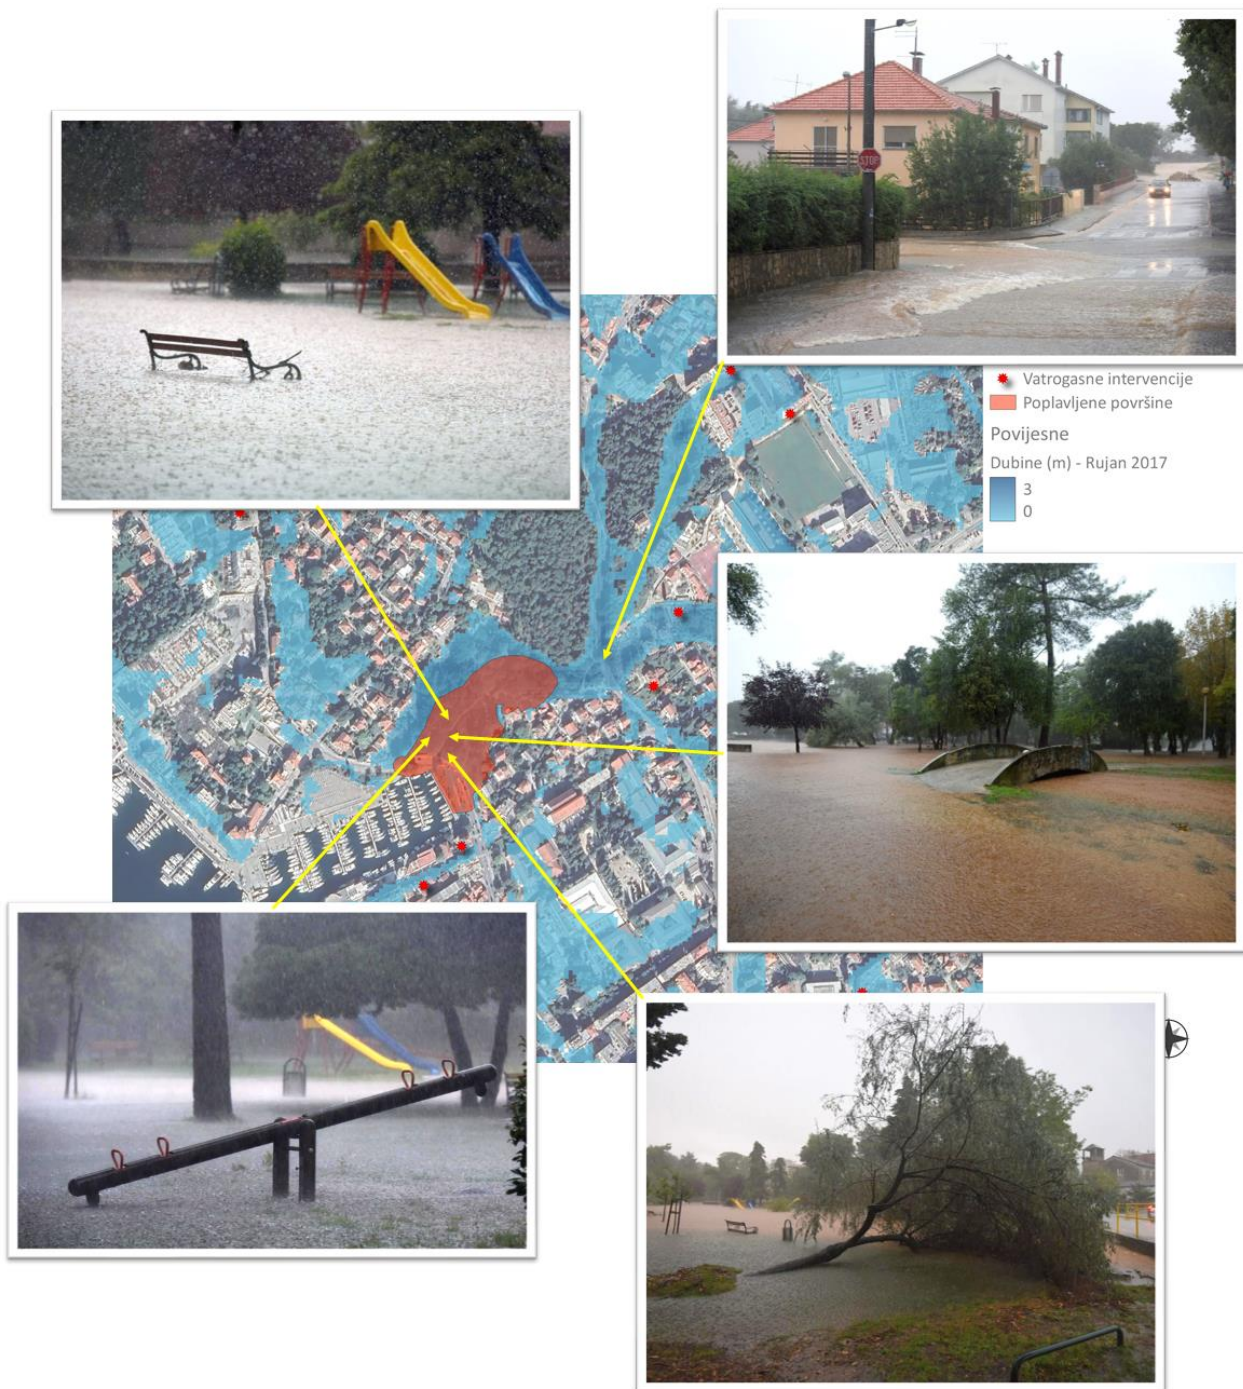 STOP
Vatrogasne intervencije
Poplavljene površine
Povijesne
Dubine (m) - Rujan 2017
3
0